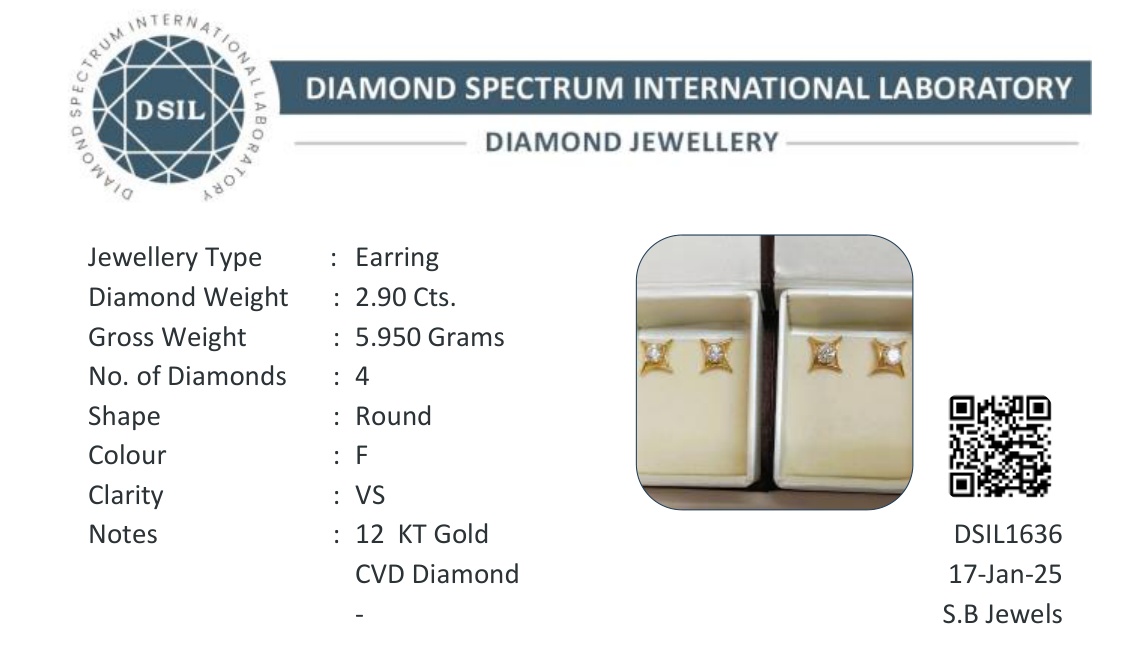 DIAMOND SPECTRUM INTERNATIONAL LABORATORY
DSIL
DIAMOND SPECTRUM INTERNATIONAL LABORATORY
DIAMOND JEWELLERY
Jewellery Type : Earring
Diamond Weight : 2.90 Cts.
Gross Weight : 5.950 Grams
No. of Diamonds : 4
Shape : Round
Colour : F
Clarity : VS
Notes : 12 KT Gold
CVD Diamond
-
DSIL1636
17-Jan-25
S.B Jewels